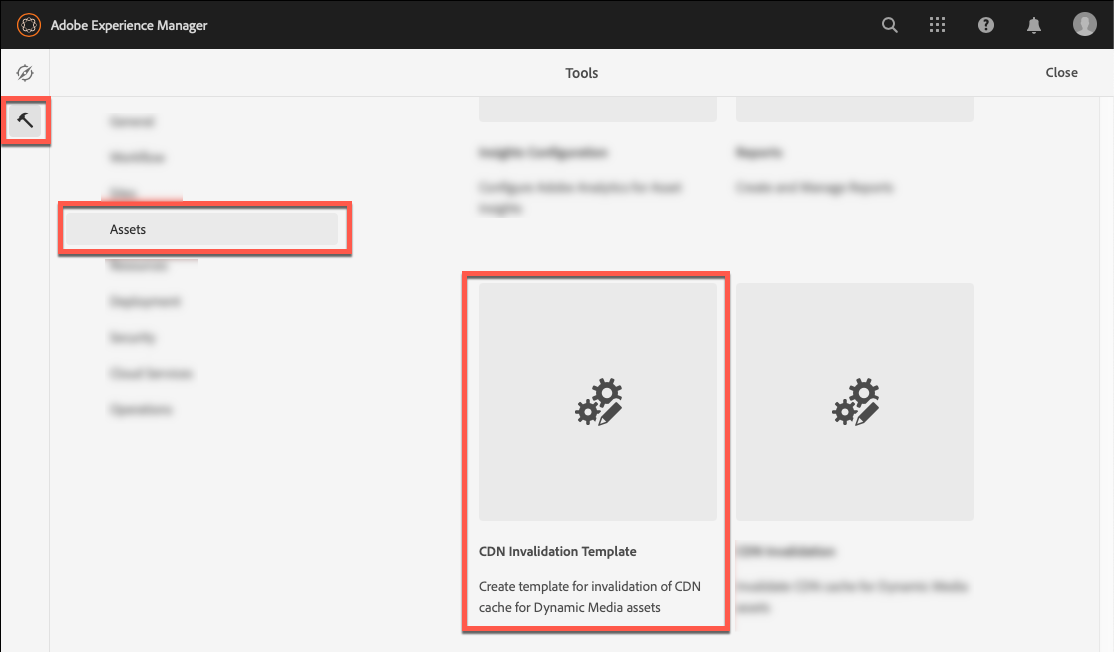 Adobe Experience Manager
Tools
Close
General
Workflow
Insights Configuration
Reports
Configure Adobe Analytics for Asset
Insights
Create and Manage Reports
Assets
Resources
Deployment
Security
Cloud Services
Operations
CDN Invalidation Template
CDN Invalidation
Create template for invalidation of CDN
cache for Dynamic Media assets
Invalidate CDN cache for Dynamic Media
assets